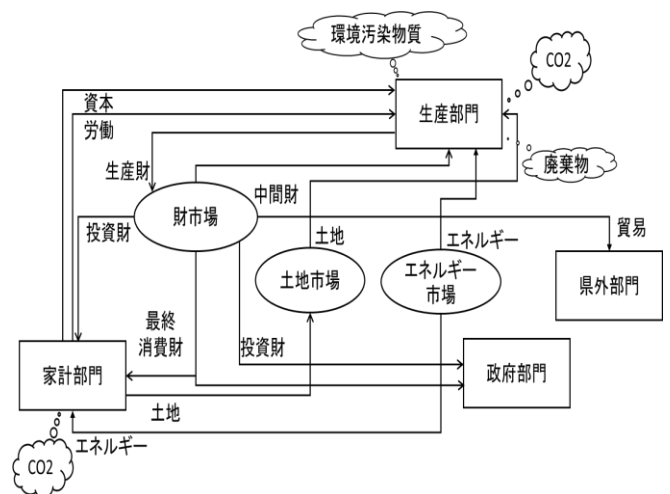 環境汚染物質
CO2
資本
労働
生産部門
生産財
廃棄物
中間財
財市場
投資財
土地
エネルギー
貿易
土地市場
エネルギー
市場
県外部門
最終
消費財
投資財
家計部門
政府部門
土地
エネルギー
CO2